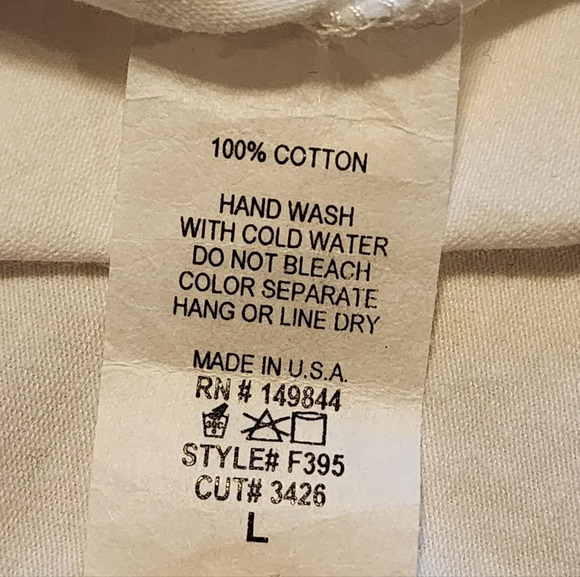 100% COTTON
HAND WASH
WITH COLD WATER
DO NOT BLEACH
COLOR SEPARATE
HANG OR LINE DRY
MADE IN U.S.A.
RN # 149844
STYLE# F395
CUT# 3426
L